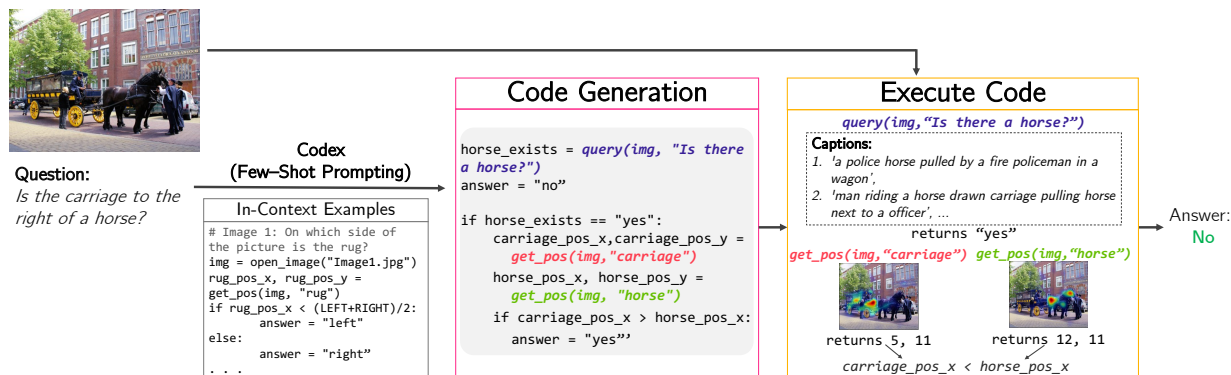 Question:
Is the carriage to the
right of a horse?
Codex
(Few–Shot Prompting)
In-Context Examples
# Image 1: On which side of
the picture is the rug?
img = open_image("Image1.jpg")
rug_pos_x, rug_pos_y =
get_pos(img, "rug")
if rug_pos_x < (LEFT+RIGHT)/2:
answer = "left"
else:
answer = "right”
. . .
Code Generation
horse_exists = query(img, "Is there
a horse?")
answer = "no”
if horse_exists == "yes":
carriage_pos_x,carriage_pos_y =
get_pos(img,"carriage")
horse_pos_x, horse_pos_y =
get_pos(img, "horse")
if carriage_pos_x > horse_pos_x:
answer = "yes”’
Execute Code
query(img,“Is there a horse?”)
Captions:
1. 'a police horse pulled by a fire policeman in a
wagon’,
2. 'man riding a horse drawn carriage pulling horse
next to a officer’, ...
returns “yes”
get_pos(img,“carriage”) get_pos(img,“horse”)
returns 5, 11 returns 12, 11
carriage_pos_x < horse_pos_x
Answer:
No